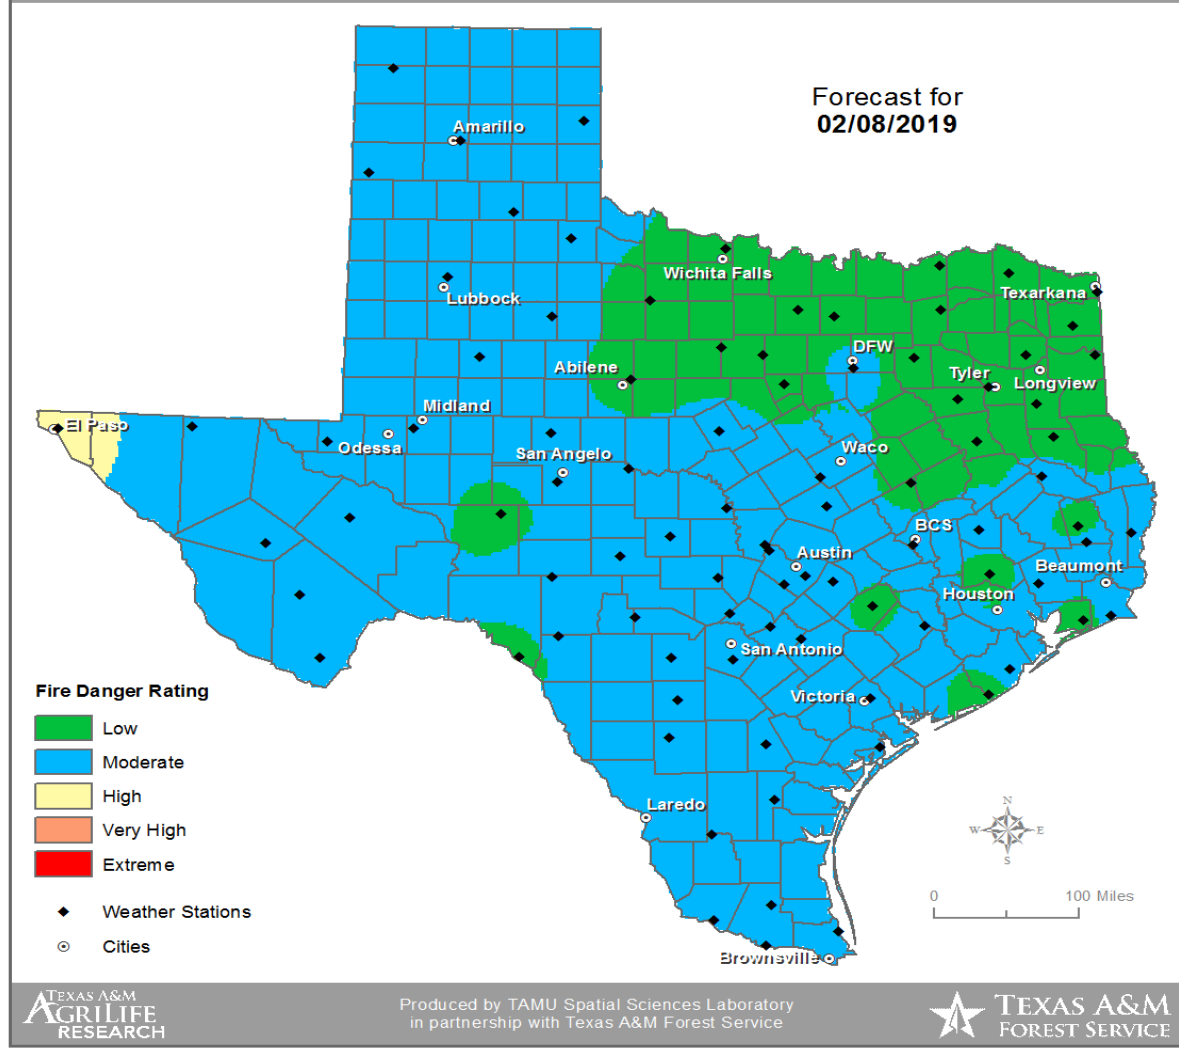 Forecast for
02/08/2019
Amarillo
Wichita Falls
Lubbock
Texarkana
DFW
Abilene
Tyler
Longview
Midland
El Paso
Odessa
San Angelo
Waco
BCS
Austin
Beaumont
Houston
San Antonio
Victoria
Laredo
Brownsville
Fire Danger Rating
Low
Moderate
High
Very High
Extreme
Weather Stations
Cities
N
W E
S
0 100 Miles
TEXAS A&M
AGRILIFE
RESEARCH
Produced by TAMU Spatial Sciences Laboratory
in partnership with Texas A&M Forest Service
TEXAS A&M
FOREST SERVICE